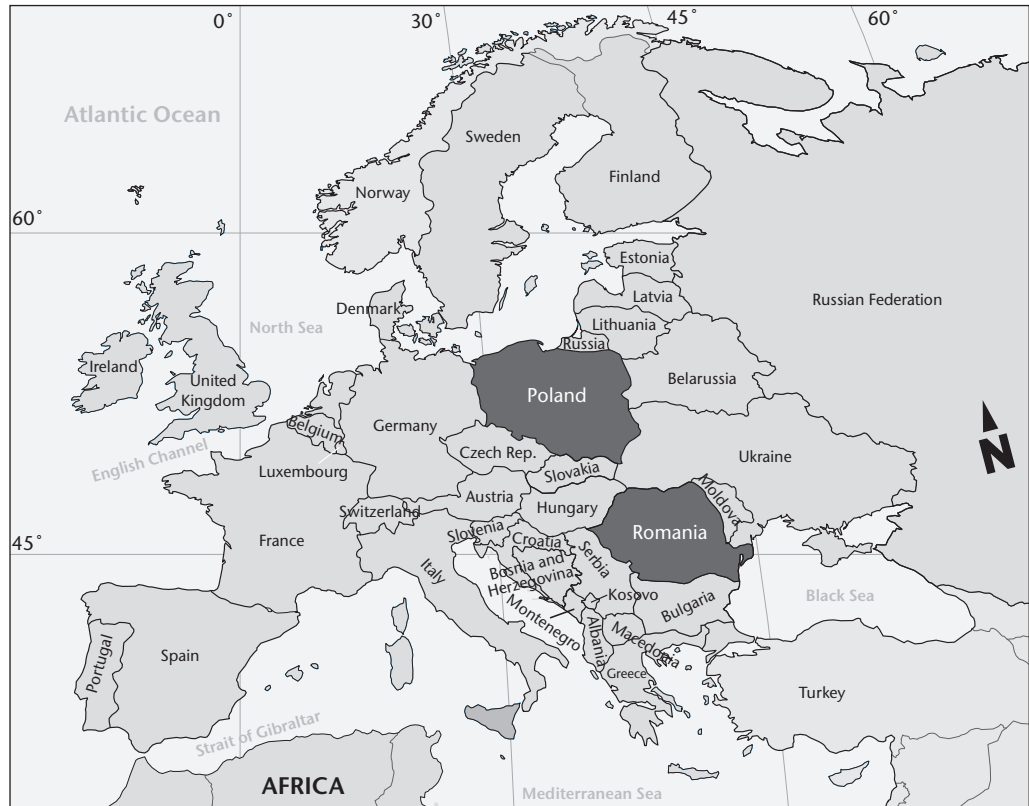 0˚
30˚
45˚
60˚
Atlantic Ocean
Sweden
Finland
Norway
60˚
Estonia
Russian Federation
Latvia
Denmark
North Sea
Lithuania
Russia
Ireland
United
Kingdom
Belarussia
Poland
Belgium
Germany
English Channel
Czech Rep.
Ukraine
N
Luxembourg
Slovakia
Austria
Moldova
Switzerland
Hungary
Romania
Slovenia
Croatia
France
45˚
Italy
Bosnia and
Herzegovina
Serbia
Kosovo
Black Sea
Bulgaria
Montenegro
Albania
Macedonia
Portugal
Spain
Greece
Turkey
Strait of Gibraltar
AFRICA
Mediterranean Sea